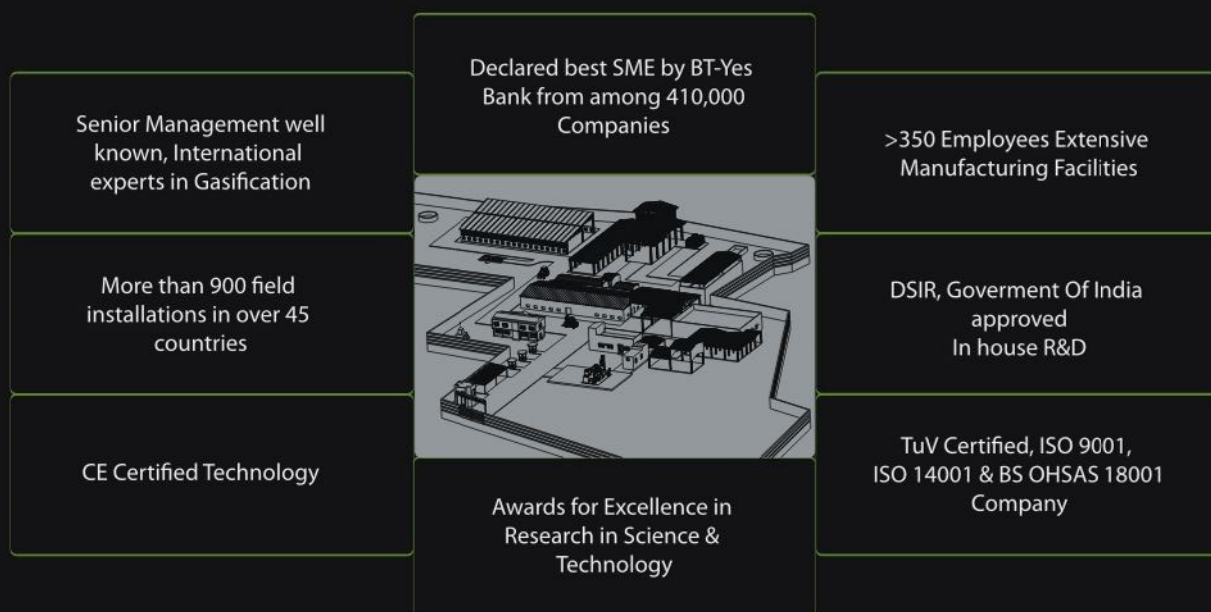 Declared best SME by BT-Yes
Bank from among 410,000
Companies
Senior Management well
known, International
experts in Gasification
>350 Employees Extensive
Manufacturing Facilities
More than 900 field
installations in over 45
countries
DSIR, Goverment Of India
approved
In house R&D
CE Certified Technology
TuV Certified, ISO 9001,
ISO 14001 & BS OHSAS 18001
Company
Awards for Excellence in
Research in Science &
Technology